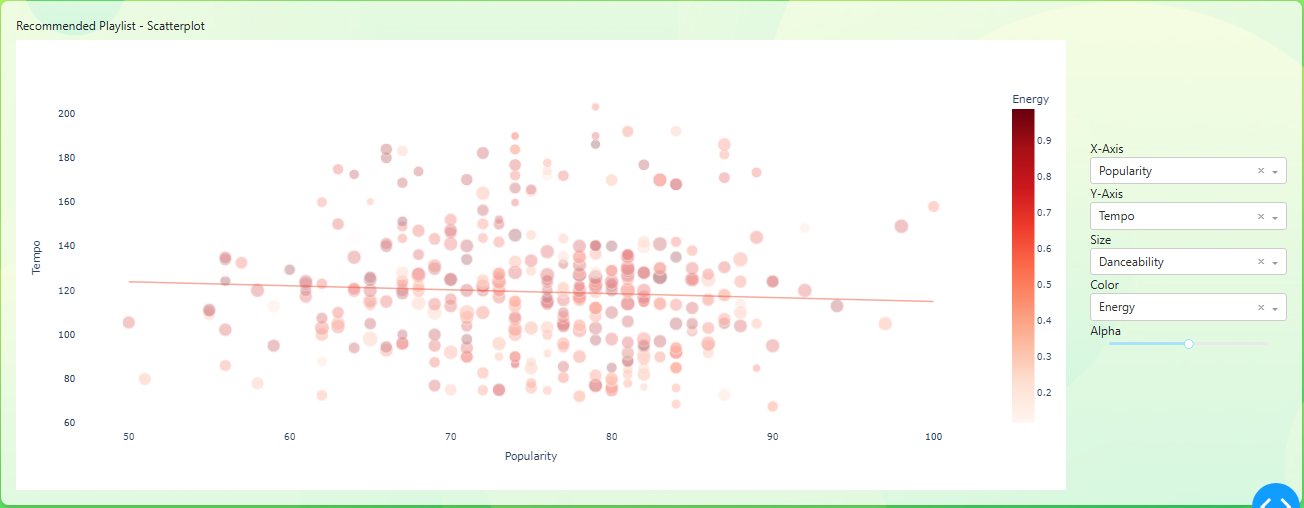 Recommended Playlist - Scatterplot
Energy
200
180
160
140
120
100
80
60
Tempo
50
60
70
80
90
100
Popularity
0.9
0.8
0.7
0.6
0.5
0.4
0.3
0.2
X-Axis
Popularity
Y-Axis
Tempo
Size
Danceability
Color
Energy
Alpha